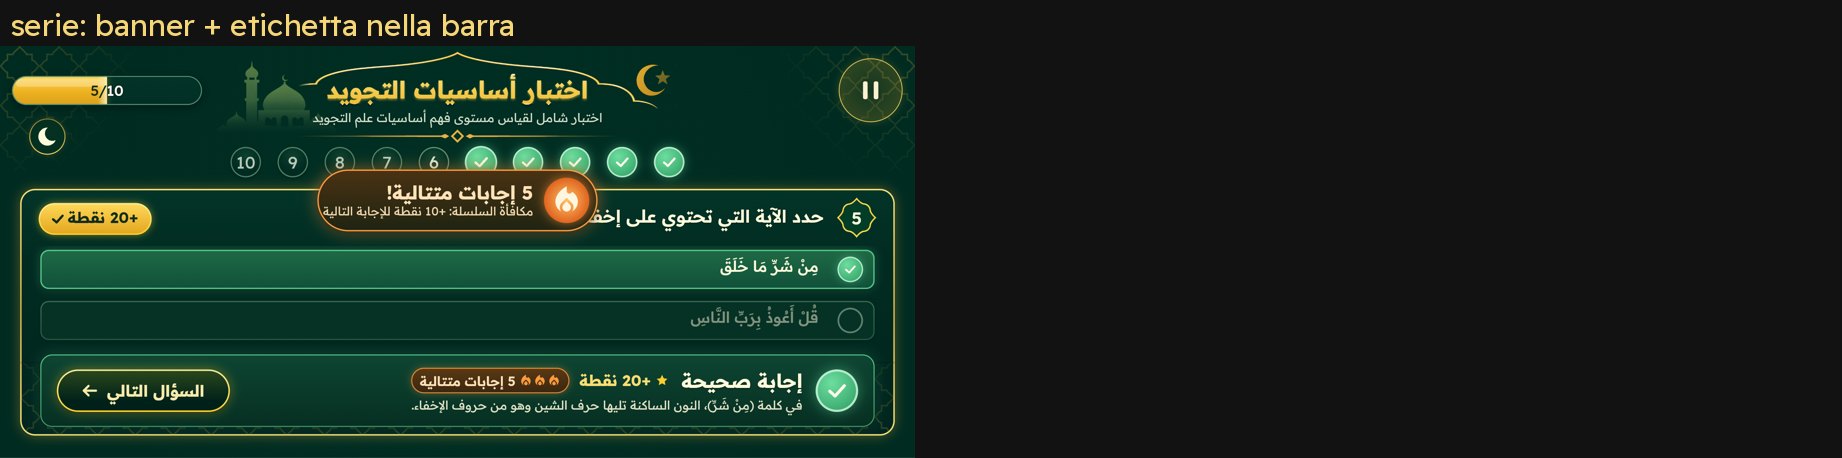 serie: banner + etichetta nella barra
5/10
اختبار أساسيات التجويد
اختبار شامل لقياس مستوى فهم أساسيات علم التجويد
6 7 8 9 10
5 إجابات متتالية!
مكافأة السلسلة: +10 نقطة للإجابة التالية
5
حدد الآية التي تحتوي على
+20 نقطة
مِنْ شَرِّ مَا خَلَقَ
قُلْ أَعُوذُ بِرَبِّ النَّاسِ
إجابة صحيحة +20 نقطة 5 إجابات متتالية
في كلمة (مِنْ شَرِّ)، النون الساكنة تليها حرف الشين وهو من حروف الإخفاء.
السؤال التالي